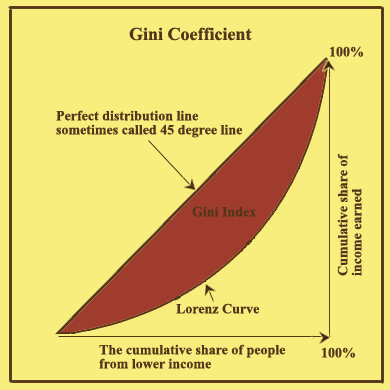 Gini Coefficient
100%
Perfect distribution line
sometimes called 45 degree line
Gini Index
Cumulative share of
income earned
Lorenz Curve
The cumulative share of people
from lower income
100%